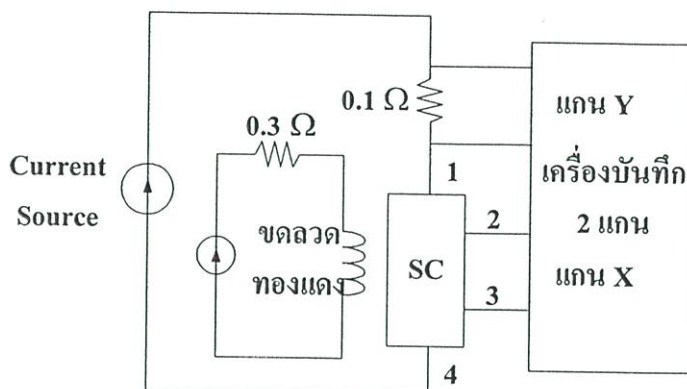 0.1 Ω
แกน Y
0.3 Ω
1
เครื่องบันทึก
Current
Source
ขดลวด
ทองแดง
2
2 แกน
SC
แกน X
3
4